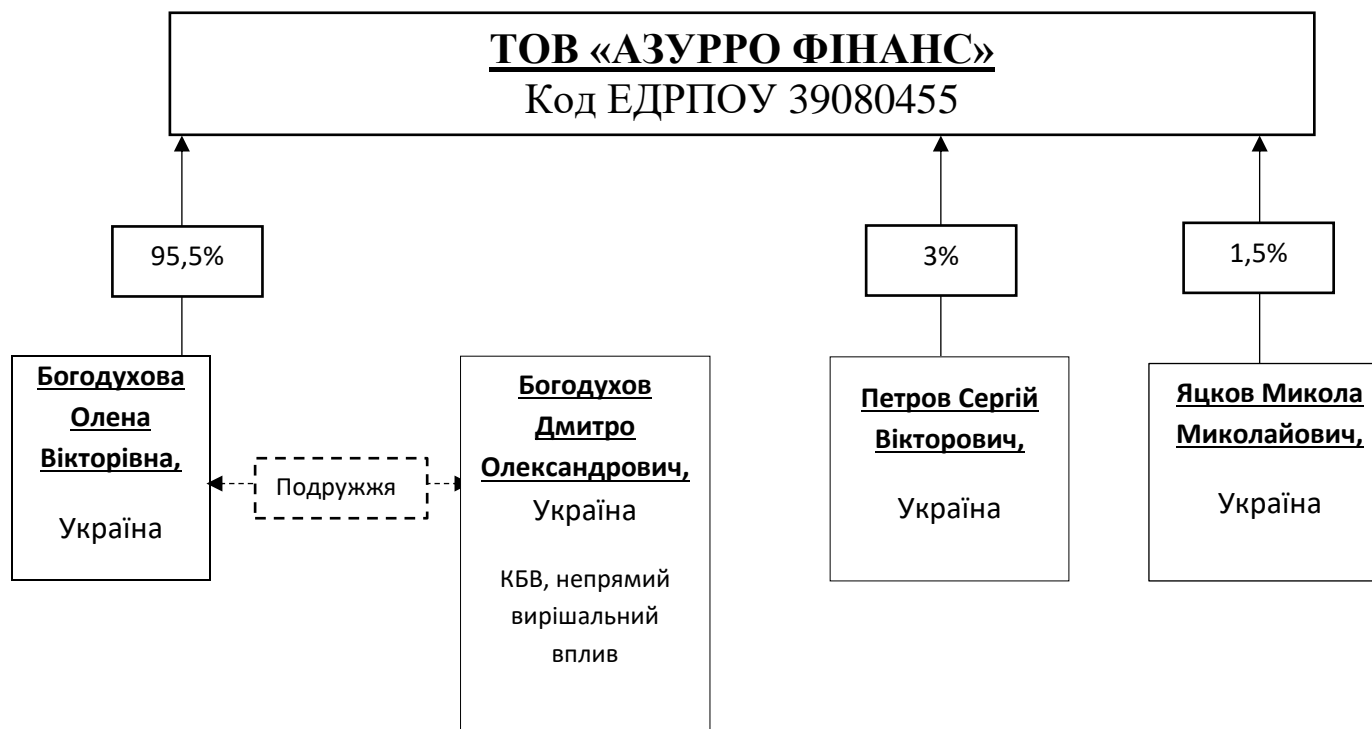 ТОВ «АЗУРРО ФІНАНС»
Код ЕДРПОУ 39080455
95,5%
3%
1,5%
Богодухова
Олена
Вікторівна,
Україна
Подружжя
Богодухов
Дмитро
Олександрович,
Україна
КБВ, непрямий
вирішальний
вплив
Петров Сергій
Вікторович,
Україна
Яцков Микола
Миколайович,
Україна